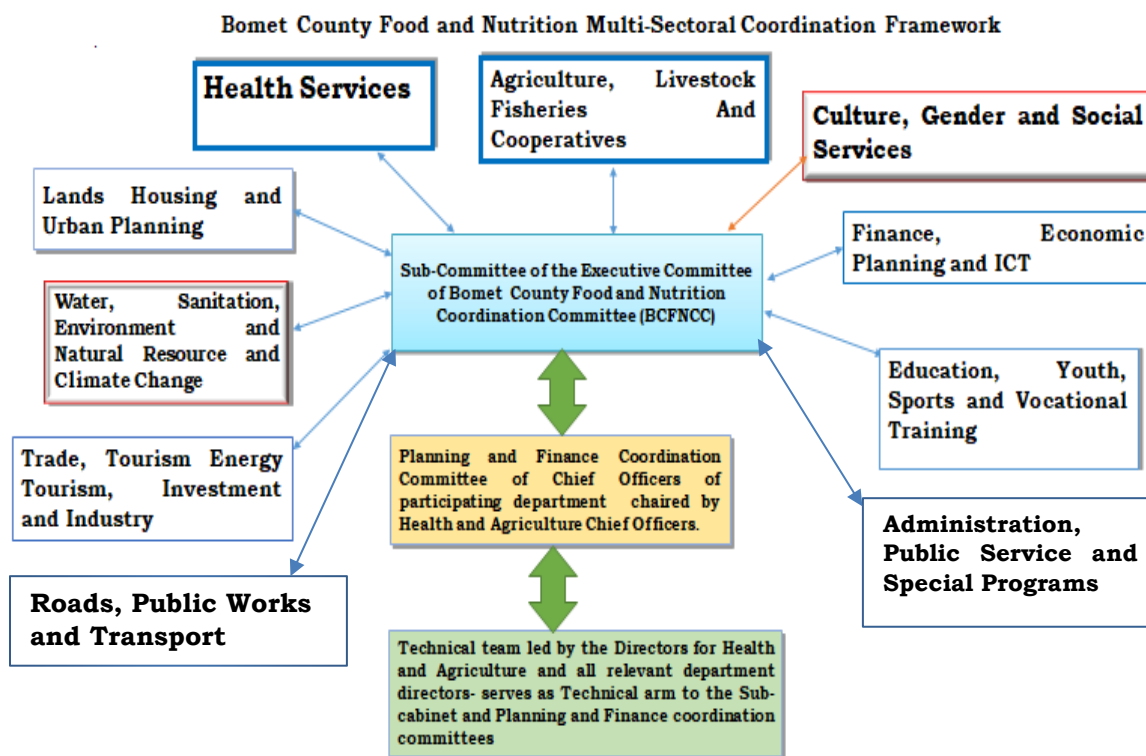 Bomet County Food and Nutrition Multi-Sectoral Coordination Framework
Health Services
Agriculture, Livestock
Fisheries And
Cooperatives
Culture, Gender and Social
Services
Lands Housing and
Urban Planning
Finance, Economic
Planning and ICT
Sub-Committee of the Executive Committee
of Bomet County Food and Nutrition
Coordination Committee (BCFNCC)
Water, Sanitation,
Environment and
Natural Resource and
Climate Change
Education, Youth,
Sports and Vocational
Training
Trade, Tourism Energy
Tourism, Investment
and Industry
Planning and Finance Coordination
Committee of Chief Officers of
participating department chaired by
Health and Agriculture Chief Officers.
Administration,
Public Service and
Special Programs
Roads, Public Works
and Transport
Technical team led by the Directors for Health
and Agriculture and all relevant department
directors- serves as Technical arm to the Sub-
cabinet and Planning and Finance coordination
committees